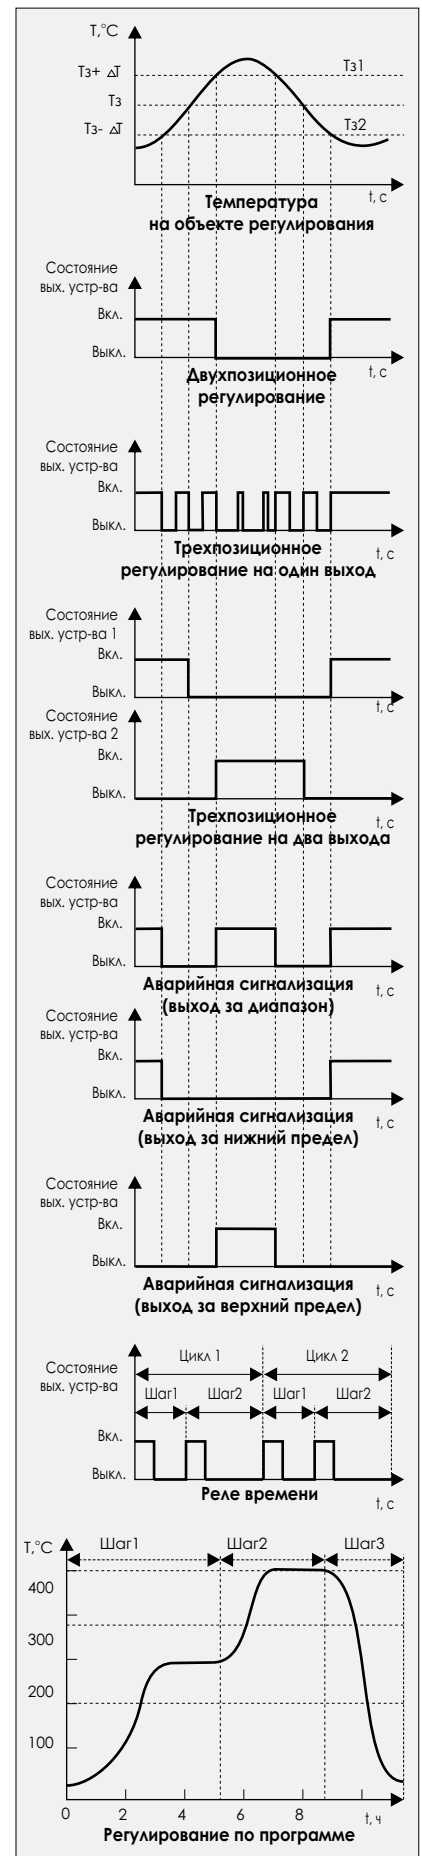 T,°C
Tз+ ΔT
Tз1
Tз
Tз- ΔT
Tз2
t, c
Температура
на объекте регулирования
Состояние
вых. устр-ва
Вкл.
Выкл.
t, c
Двухпозиционное
регулирование
Состояние
вых. устр-ва
Вкл.
Выкл.
t, c
Трехпозиционное
регулирование на один выход
Состояние
вых. устр-ва 1
Вкл.
Выкл.
t, c
Состояние
вых. устр-ва 2
Вкл.
Выкл.
t, c
Трехпозиционное
регулирование на два выхода
Состояние
вых. устр-ва
Вкл.
Выкл.
t, c
Аварийная сигнализация
(выход за диапазон)
Состояние
вых. устр-ва
Вкл.
Выкл.
t, c
Аварийная сигнализация
(выход за нижний предел)
Состояние
вых. устр-ва
Вкл.
Выкл.
t, c
Аварийная сигнализация
(выход за верхний предел)
Цикл 1 Цикл 2
Состояние
вых. устр-ва
Шаг1 Шаг2 Шаг1 Шаг2
Вкл.
Выкл.
Реле времени
t, c
T,°C
Шаг1 Шаг2 Шаг3
400
300
200
100
0 2 4 6 8 t, ч
Регулирование по программе